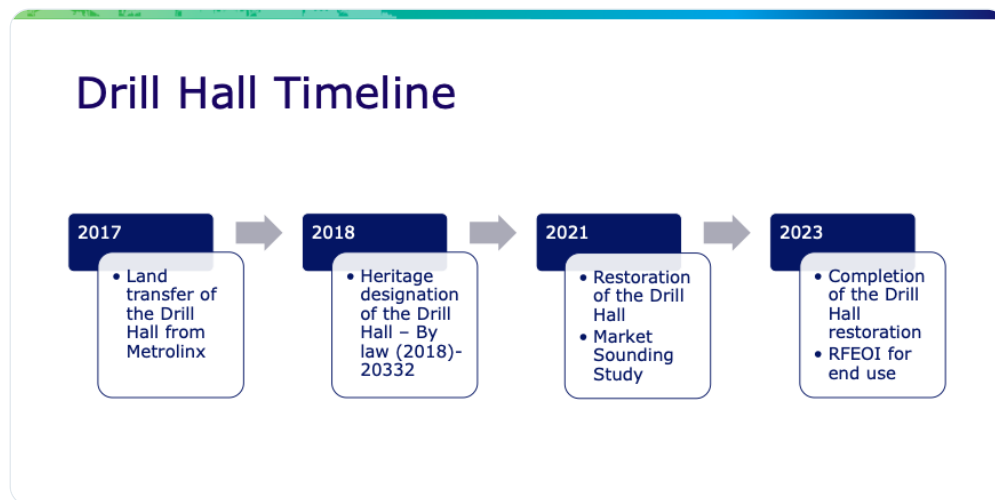 Drill Hall Timeline
2017
• Land
transfer of
the Drill
Hall from
Metrolinx
2018
• Heritage
designation
of the Drill
Hall – By
law (2018)-
20332
2021
• Restoration
of the Drill
Hall
• Market
Sounding
Study
2023
• Completion
of the Drill
Hall
restoration
• RFEOI for
end use